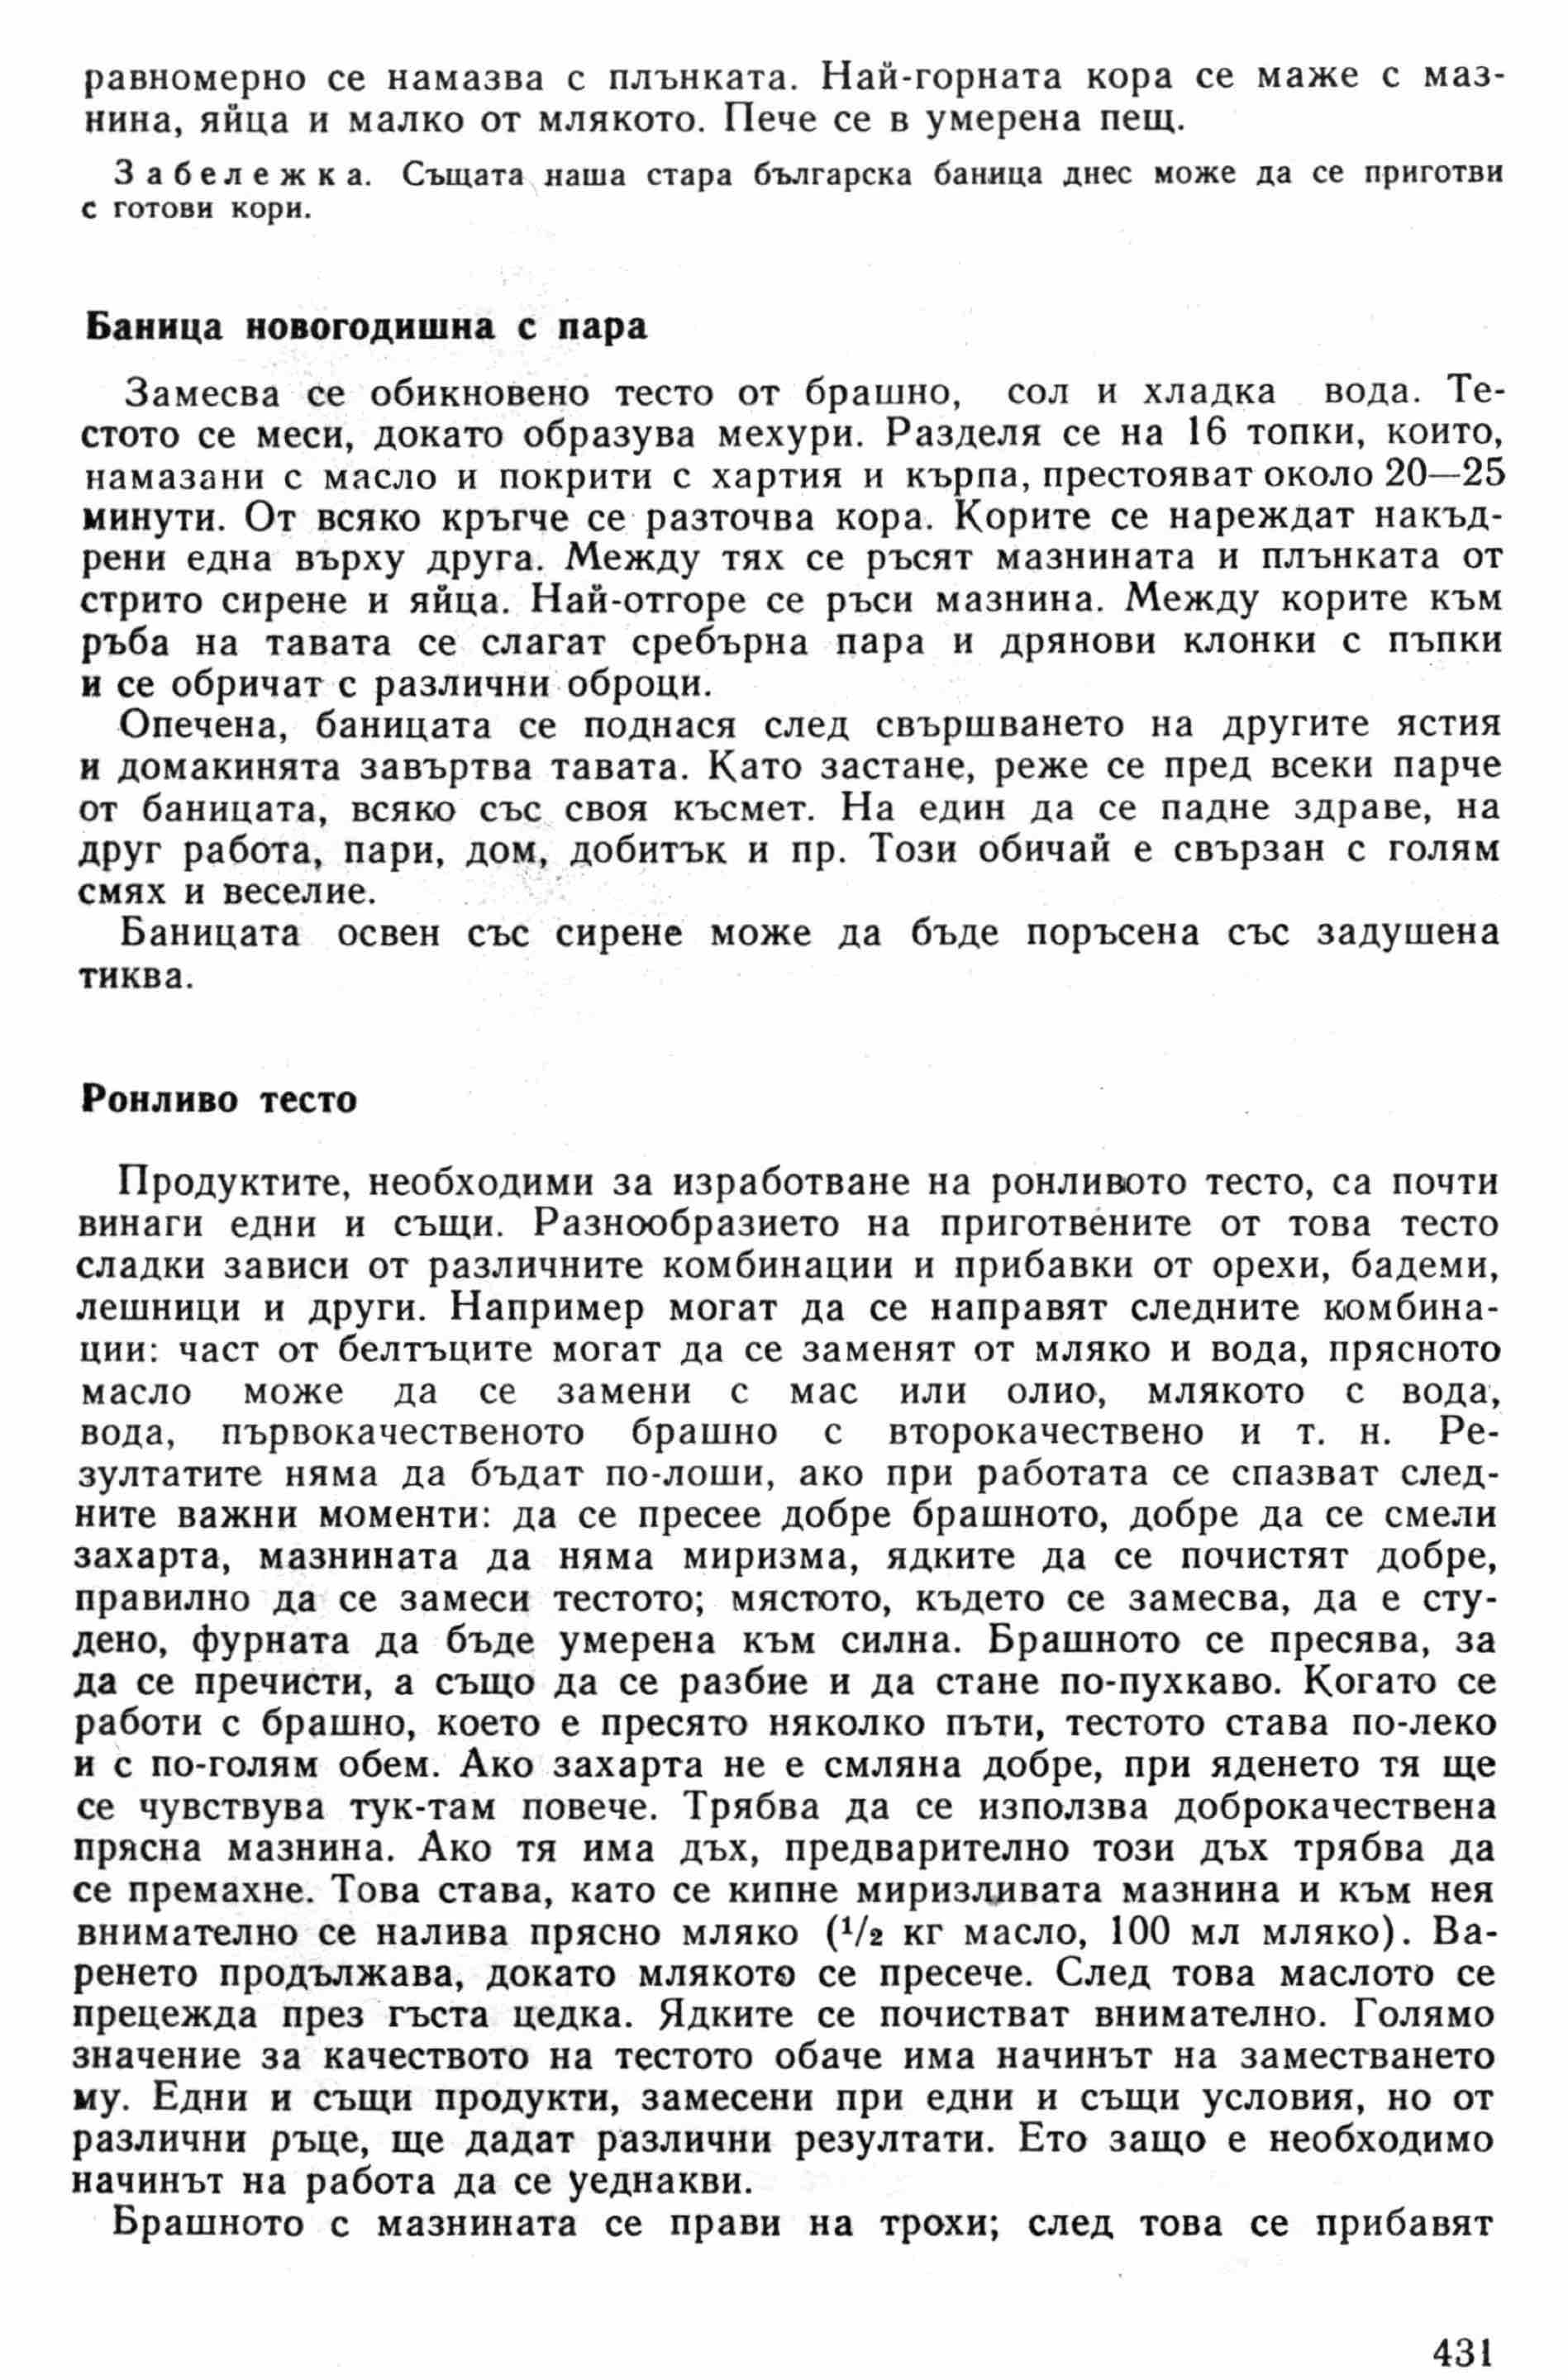 равномерно се намазва с плънката. Най-горната кора се маже с маз-
нина, яйца и малко от млякото. Пече се в умерена пещ.
Забележка. Същата наша стара българска баница днес може да се приготви
с готови кори.
Баница новогодишна с пара
Замесва се обикновено тесто от брашно, сол и хладка вода. Те-
стото се меси, докато образува мехури. Разделя се на 16 топки, които,
намазани с масло и покрити с хартия и кърпа, престояват около 20—25
минути. От всяко кръгче се разточва кора. Корите се нареждат накъд-
рени една върху друга. Между тях се ръсят мазнината и плънката от
стрито сирене и яйца. Най-отгоре се ръси мазнина. Между корите към
ръба на тавата се слагат сребърна пара и дрянови клонки с пъпки
и се обричат с различни оброци.
Опечена, баницата се поднася след свършването на другите ястия
и домакинята завъртва тавата. Като застане, реже се пред всеки парче
от баницата, всяко със своя късмет. На един да се падне здраве, на
друг работа, пари, дом, добитък и пр. Този обичай е свързан с голям
смях и веселие.
Баницата освен със сирене може да бъде поръсена със задушена
тиква.
Ронливо тесто
Продуктите, необходими за изработване на ронливото тесто, са почти
винаги едни и същи. Разнообразието на приготвените от това тесто
сладки зависи от различните комбинации и прибавки от орехи, бадеми,
лешници и други. Например могат да се направят следните комбина-
ции: част от белтъците могат да се заменят от мляко и вода, прясното
масло може да се замени с мас или олио, млякото с вода,
вода, първокачественото брашно с второкачествено и т. н. Ре-
зултатите няма да бъдат по-лоши, ако при работата се спазват след-
ните важни моменти: да се пресее добре брашното, добре да се смели
захарта, мазнината да няма миризма, ядките да се почистят добре,
правилно да се замеси тестото; мястото, където се замесва, да е сту-
дено, фурната да бъде умерена към силна. Брашното се пресява, за
да се пречисти, а също да се разбие и да стане по-пухкаво. Когато се
работи с брашно, което е пресято няколко пъти, тестото става по-леко
и с по-голям обем. Ако захарта не е смляна добре, при яденето тя ще
се чувствува тук-там повече. Трябва да се използва доброкачествена
прясна мазнина. Ако тя има дъх, предварително този дъх трябва да
се премахне. Това става, като се кипне миризливата мазнина и към нея
внимателно се налива прясно мляко (¹/₂ кг масло, 100 мл мляко). Ва-
ренето продължава, докато млякото се пресече. След това маслото се
прецежда през гъста цедка. Ядките се почистват внимателно. Голямо
значение за качеството на тестото обаче има начинът на заместването
му. Едни и същи продукти, замесени при едни и същи условия, но от
различни ръце, ще дадат различни резултати. Ето защо е необходимо
начинът на работа да се уеднакви.
Брашното с мазнината се прави на трохи; след това се прибавят
431